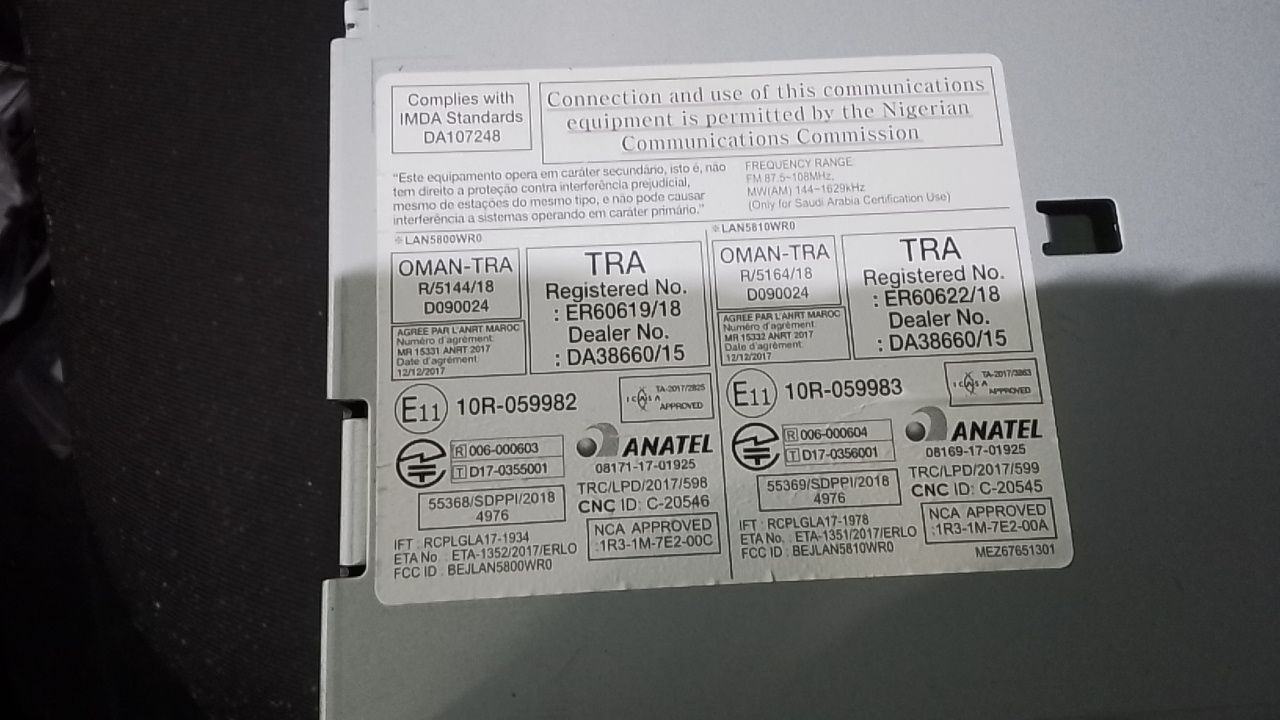 Complies with
IMDA Standards
DA107248
Connection and use of this communications
equipment is permitted by the Nigerian
Communications Commission
"Este equipamento opera em caráter secundário, isto é, não
tem direito a proteção contra interferência prejudicial,
mesmo de estações do mesmo tipo, e não pode causar
interferência a sistemas operando em caráter primário."
FREQUENCY RANGE
FM 87.5~108MHz,
MW(AM) 144~1629kHz
(Only for Saudi Arabia Certification Use)
※LAN5800WR0
OMAN-TRA
R/5144/18
D090024
TRA
Registered No.
: ER60619/18
Dealer No.
: DA38660/15
AGREE PAR L'ANRT MAROC
Numéro d'agrément:
MR 15331 ANRT 2017
Date d'agrément:
12/12/2017
E11
10R-059982
ICASA
TA-2017/2825
APPROVED
R 006-000603
T D17-0355001
ANATEL
08171-17-01925
55368/SDPPI/2018
4976
TRC/LPD/2017/598
CNC ID: C-20546
IFT : RCPLGLA17-1934
ETA No : ETA-1352/2017/ERLO
FCC ID : BEJLAN5800WR0
NCA APPROVED
:1R3-1M-7E2-00C
※LAN5810WR0
OMAN-TRA
R/5164/18
D090024
TRA
Registered No.
: ER60622/18
Dealer No.
: DA38660/15
AGREE PAR L'ANRT MAROC
Numéro d'agrément:
MR 15332 ANRT 2017
Date d'agrément:
12/12/2017
E11
10R-059983
ICASA
TA-2017/3863
APPROVED
R 006-000604
T D17-0356001
ANATEL
08169-17-01925
55369/SDPPI/2018
4976
TRC/LPD/2017/599
CNC ID: C-20545
IFT : RCPLGLA17-1978
ETA No. : ETA-1351/2017/ERLO
FCC ID : BEJLAN5810WR0
NCA APPROVED
:1R3-1M-7E2-00A
MEZ67651301